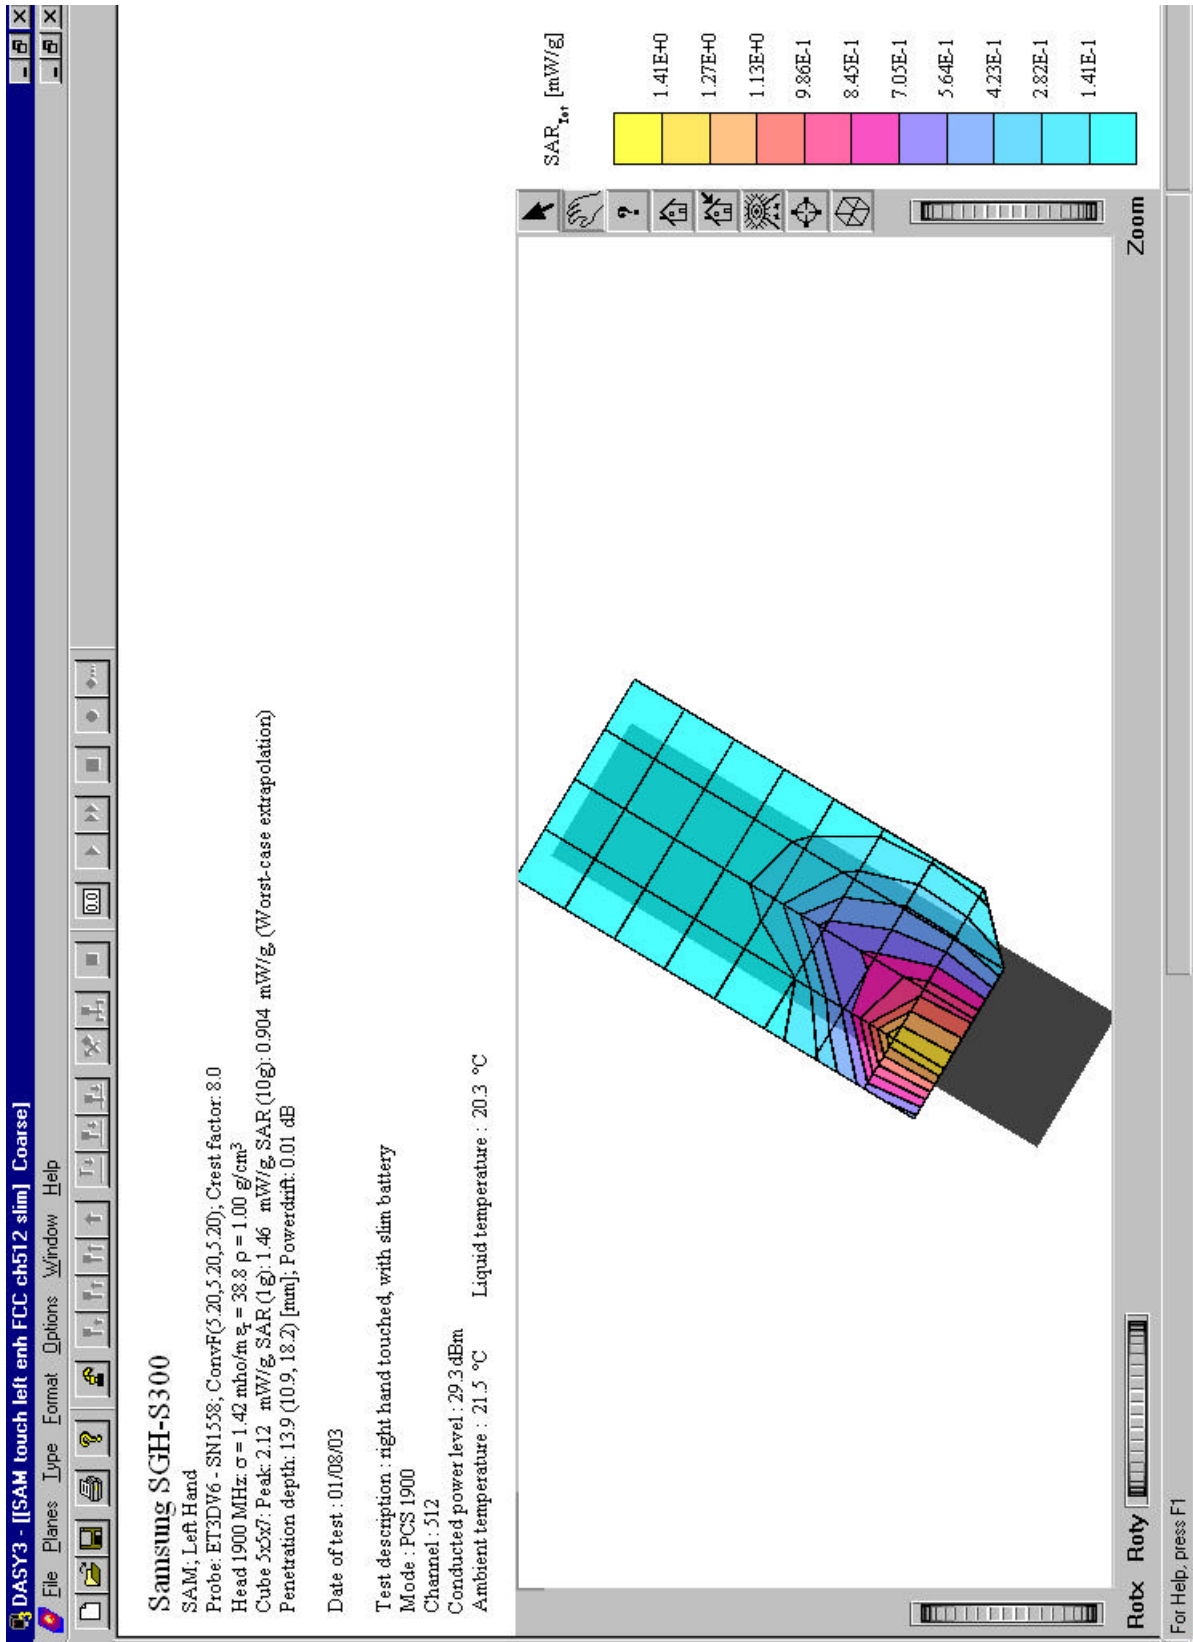 DASY3 - [[SAM touch left enh FCC ch512 slim] Coarse]
File Planes Type Format Options Window Help
0.0
Samsung SGH-S300
SAM; Left Hand
Probe: ET3DV6 - SN1558; ConvF(5.20,5.20,5.20); Crest factor: 8.0
Head 1900 MHz: σ = 1.42 mho/m εr = 38.8 ρ = 1.00 g/cm³
Cube 5x5x7: Peak: 2.12 mW/g, SAR (1g): 1.46 mW/g, SAR (10g): 0.904 mW/g, (Worst-case extrapolation)
Penetration depth: 13.9 (10.9, 18.2) [mm]; Powerdrift: 0.01 dB
Date of test : 01/08/03
Test description : right hand touched, with slim battery
Mode : PCS 1900
Channel : 512
Conducted power level : 29.3 dBm
Ambient temperature : 21.5 °C Liquid temperature : 20.3 °C
SARTot [mW/g]
1.41E+0
1.27E+0
1.13E+0
9.86E-1
8.45E-1
7.05E-1
5.64E-1
4.23E-1
2.82E-1
1.41E-1
Rotx Roty Zoom
For Help, press F1